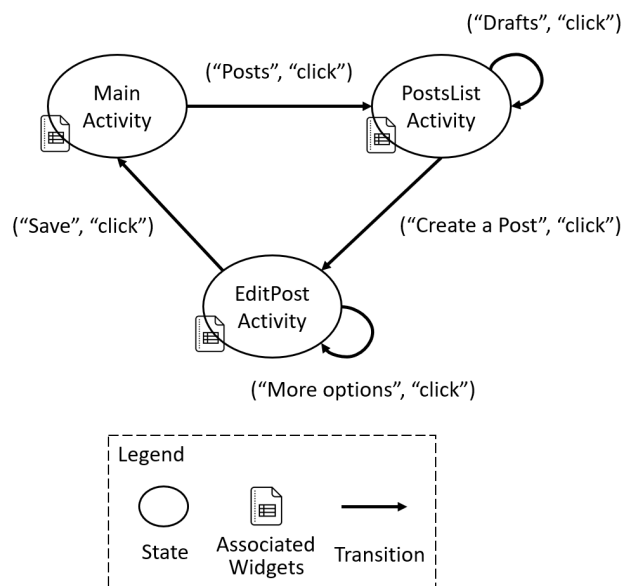 (“Drafts”, “click”)
(“Posts”, “click”)
Main
Activity
PostsList
Activity
(“Save”, “click”)
(“Create a Post”, “click”)
EditPost
Activity
(“More options”, “click”)
Legend
State
Associated
Widgets
Transition